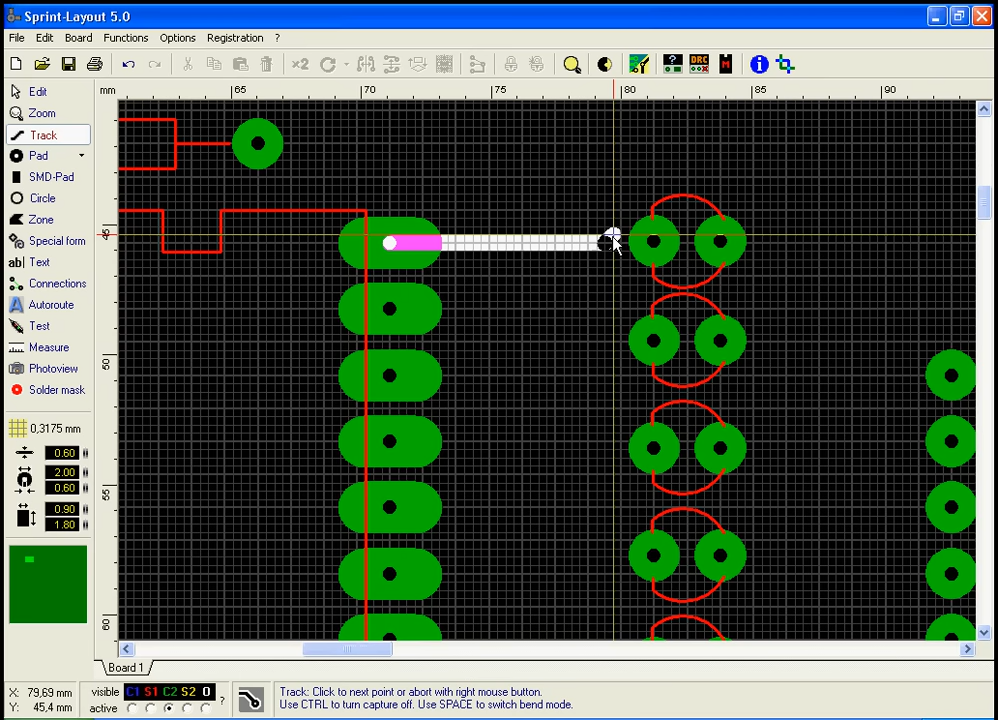 Sprint-Layout 5.0
File Edit Board Functions Options Registration ?
×2 ? DRC M i
mm 65 70 75 80 85 90
Edit
Zoom
Track
Pad
SMD-Pad
Circle
Zone
Special form
ab| Text
Connections
A Autoroute
Test
Measure
Photoview
Solder mask
0,3175 mm
0.60
2.00
0.60
0.90
1.80
45
50
55
60
Board 1
X: 79,69 mm
Y: 45,4 mm
visible C1 S1 C2 S2 O
active ?
Track: Click to next point or abort with right mouse button.
Use CTRL to turn capture off. Use SPACE to switch bend mode.